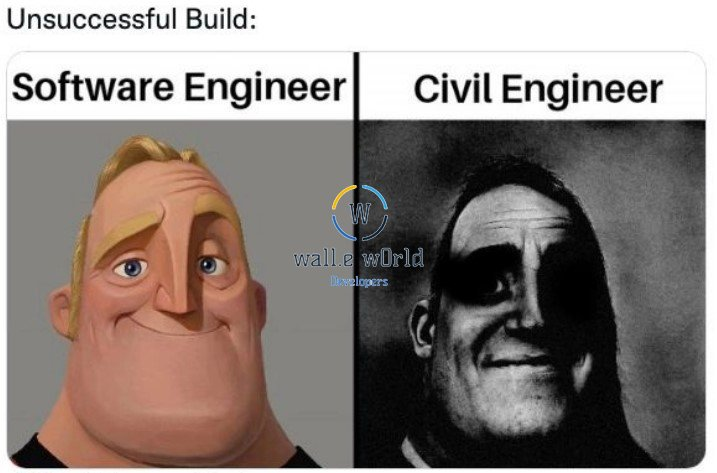 Unsuccessful Build:
Software Engineer
Civil Engineer
W
wall.e w0rld
Developers